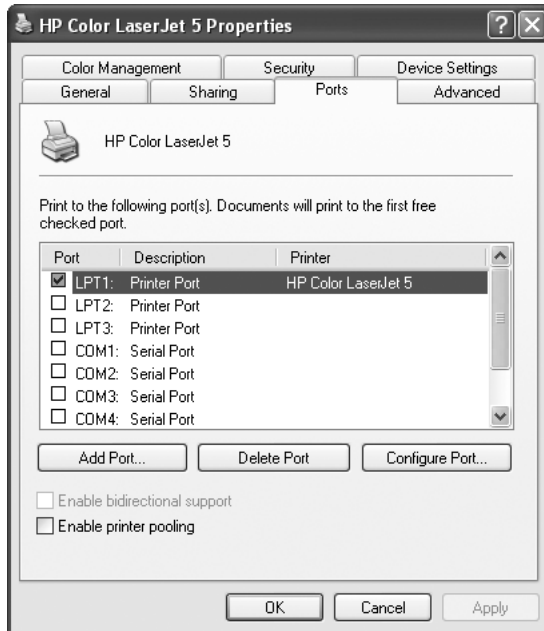 HP Color LaserJet 5 Properties
Color Management Security Device Settings
General Sharing Ports Advanced
HP Color LaserJet 5
Print to the following port(s). Documents will print to the first free
checked port.
Port Description Printer
LPT1: Printer Port HP Color LaserJet 5
LPT2: Printer Port
LPT3: Printer Port
COM1: Serial Port
COM2: Serial Port
COM3: Serial Port
COM4: Serial Port
Add Port... Delete Port Configure Port...
Enable bidirectional support
Enable printer pooling
OK Cancel Apply